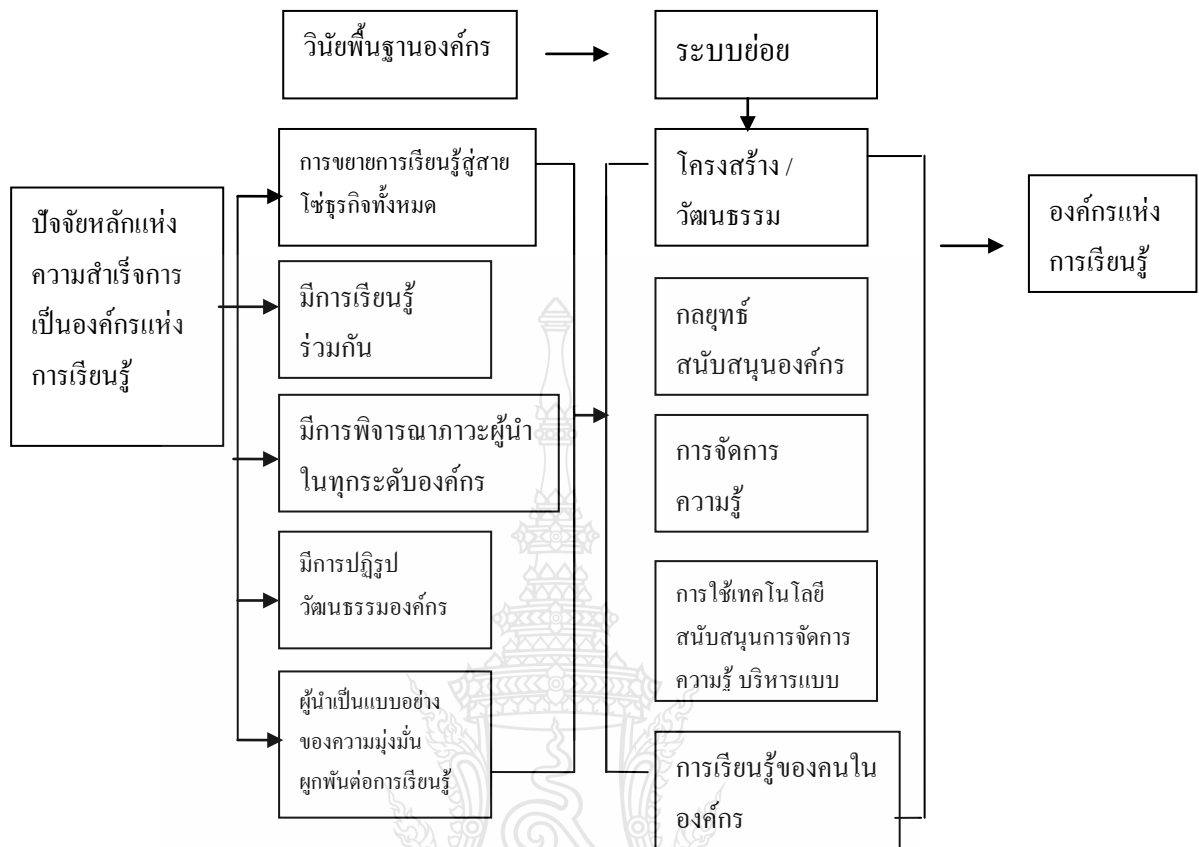 วินัยพื้นฐานองค์กร
ระบบย่อย
ปัจจัยหลักแห่ง
ความสำเร็จการ
เป็นองค์กรแห่ง
การเรียนรู้
การขยายการเรียนรู้สู่สาย
โซ่ธุรกิจทั้งหมด
มีการเรียนรู้
ร่วมกัน
มีการพิจารณาภาวะผู้นำ
ในทุกระดับองค์กร
มีการปฏิรูป
วัฒนธรรมองค์กร
ผู้นำเป็นแบบอย่าง
ของความมุ่งมั่น
ผูกพันต่อการเรียนรู้
โครงสร้าง /
วัฒนธรรม
กลยุทธ์
สนับสนุนองค์กร
การจัดการ
ความรู้
การใช้เทคโนโลยี
สนับสนุนการจัดการ
ความรู้ บริหารแบบ
การเรียนรู้ของคนใน
องค์กร
องค์กรแห่ง
การเรียนรู้